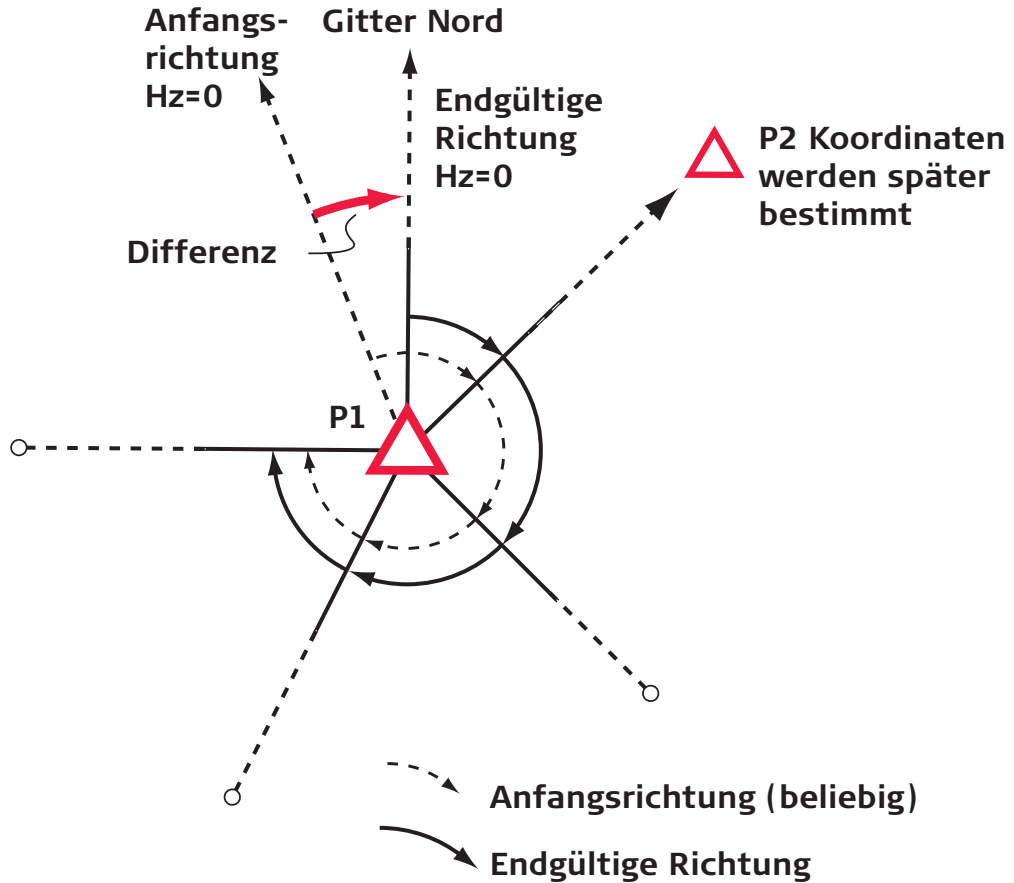 Anfangs-
richtung
Hz=0
Gitter Nord
Endgültige
Richtung
Hz=0
P2 Koordinaten
werden später
bestimmt
Differenz
P1
Anfangsrichtung (beliebig)
Endgültige Richtung